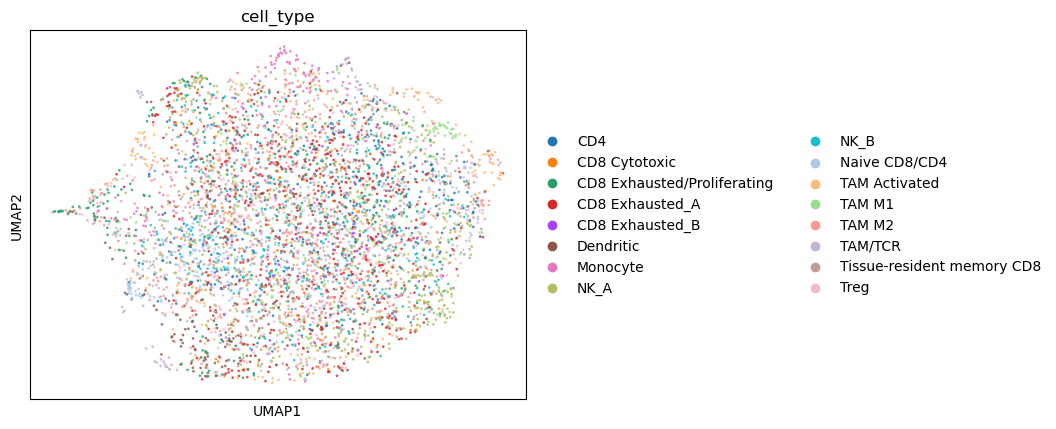 cell_type
UMAP2
UMAP1
CD4
CD8 Cytotoxic
CD8 Exhausted/Proliferating
CD8 Exhausted_A
CD8 Exhausted_B
Dendritic
Monocyte
NK_A
NK_B
Naive CD8/CD4
TAM Activated
TAM M1
TAM M2
TAM/TCR
Tissue-resident memory CD8
Treg